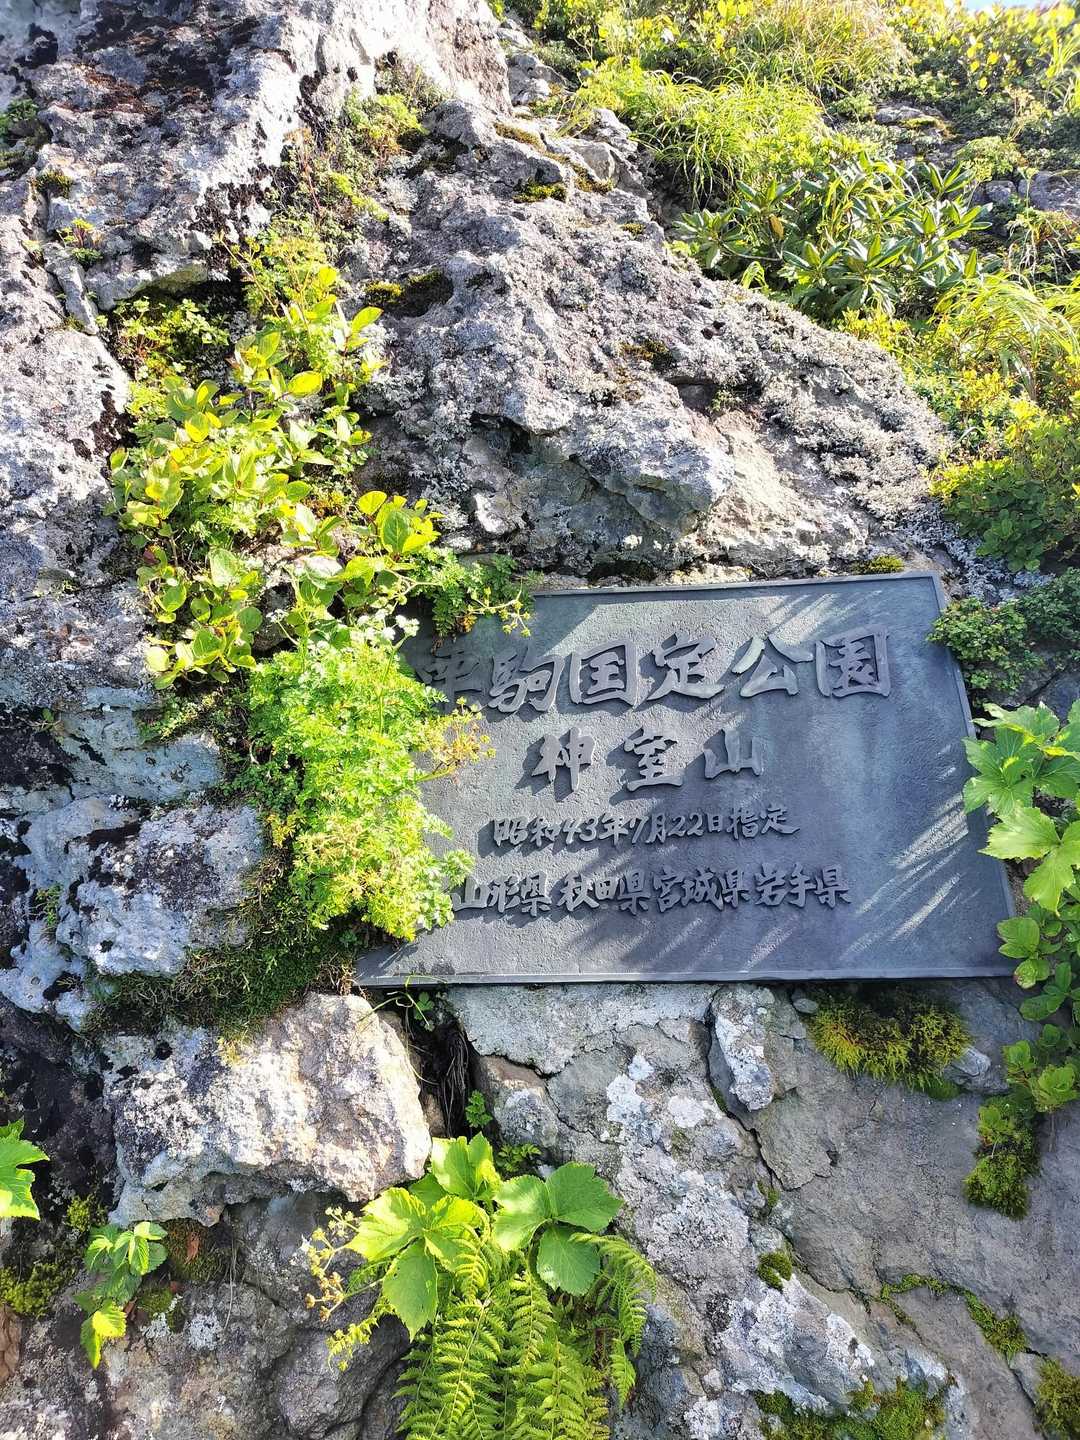 栗駒国定公園
神室山
昭和43年7月22日指定
山形県秋田県宮城県岩手県